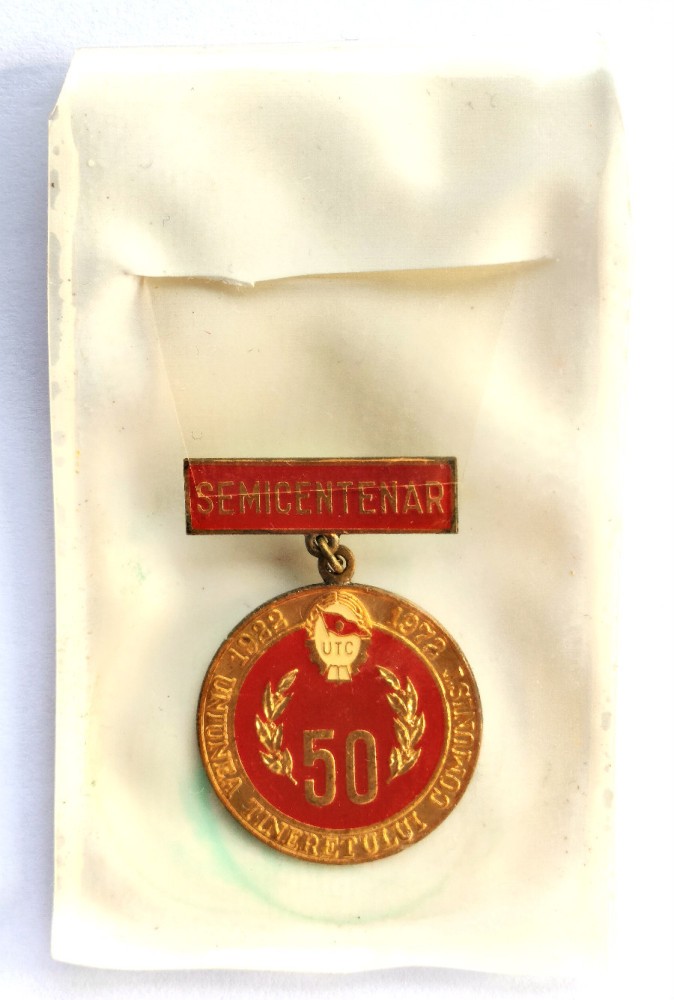 SEMICENTENAR
1922 1972
UTC
50
UNIUNEA TINERETULUI COMUNIST